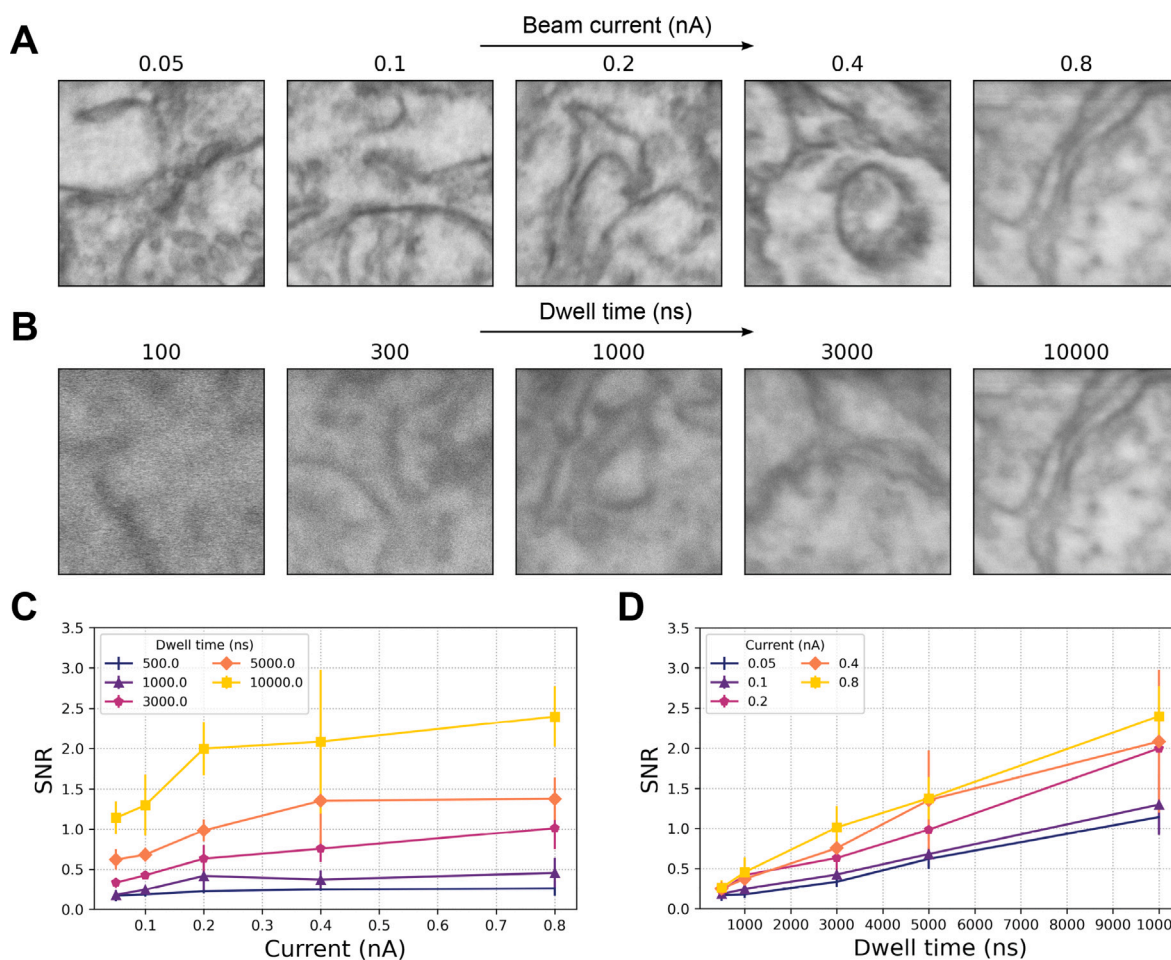 A
Beam current (nA)
0.05 0.1 0.2 0.4 0.8
B
Dwell time (ns)
100 300 1000 3000 10000
C
3.5
3.0
2.5
2.0
1.5
1.0
0.5
0.0
SNR
Dwell time (ns)
500.0 5000.0
1000.0 10000.0
3000.0
0.1 0.2 0.3 0.4 0.5 0.6 0.7 0.8
Current (nA)
D
3.5
3.0
2.5
2.0
1.5
1.0
0.5
0.0
SNR
Current (nA)
0.05 0.4
0.1 0.8
0.2
1000 2000 3000 4000 5000 6000 7000 8000 9000 1000
Dwell time (ns)